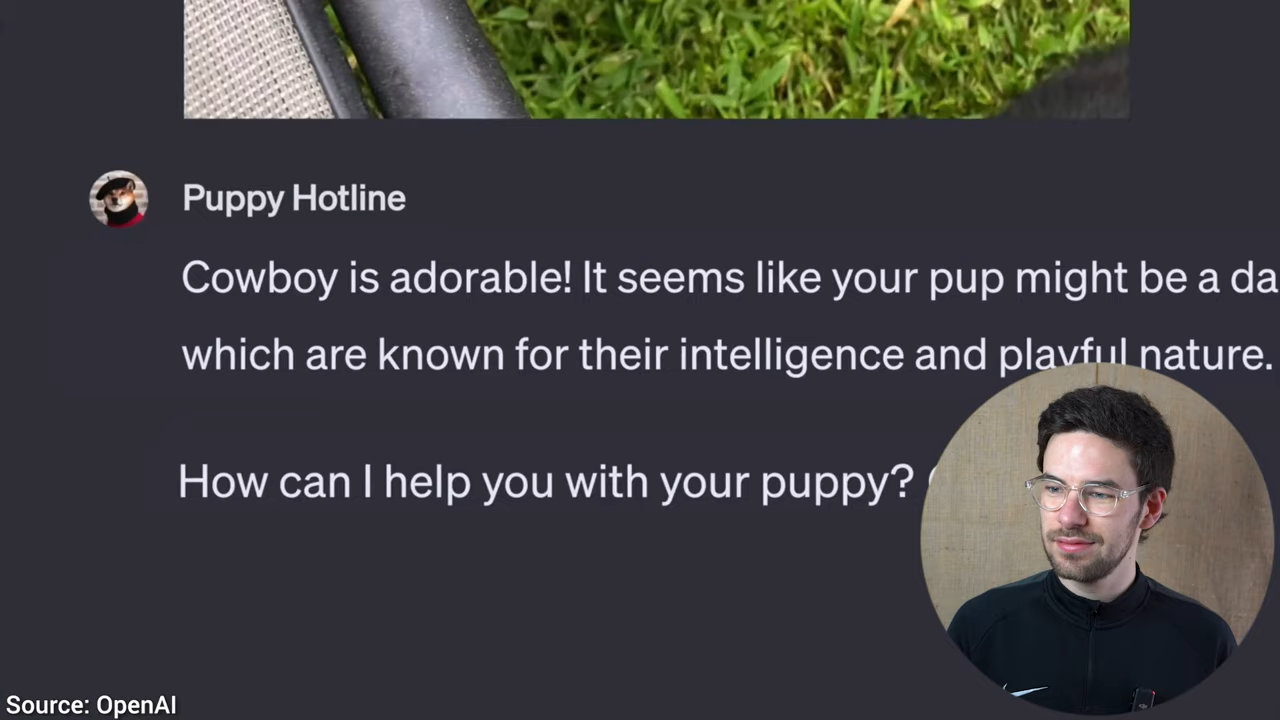 Puppy Hotline
Cowboy is adorable! It seems like your pup might be a da
which are known for their intelligence and playful nature.
How can I help you with your puppy?
Source: OpenAI